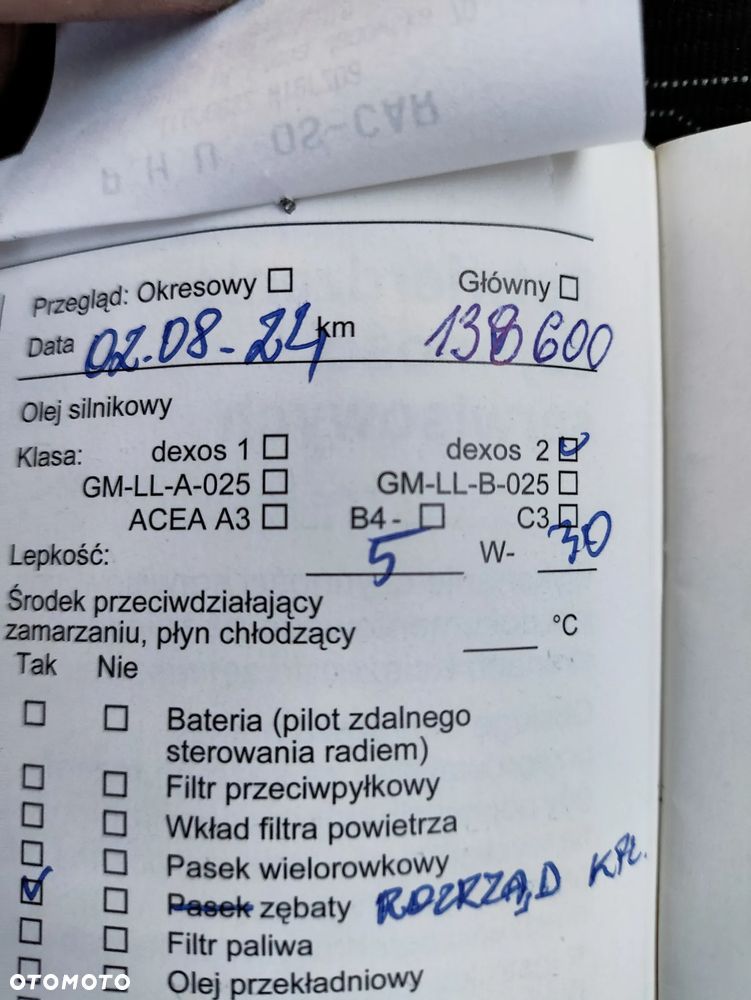 P H U OS-CAR
Przegląd: Okresowy ☐ Główny ☐
Data 02.08.24 km 138600
Olej silnikowy
Klasa: dexos 1 ☐ dexos 2 ☑
GM-LL-A-025 ☐ GM-LL-B-025 ☐
ACEA A3 ☐ B4 - ☐ C3 ☐
Lepkość: 5 W- 30
Środek przeciwdziałający
zamarzaniu, płyn chłodzący °C
Tak Nie
☐ ☐ Bateria (pilot zdalnego
sterowania radiem)
☐ ☐ Filtr przeciwpyłkowy
☐ ☐ Wkład filtra powietrza
☐ ☐ Pasek wielorowkowy
☑ ☐ Pasek zębaty ROZRZĄD KPL.
☐ ☐ Filtr paliwa
☐ ☐ Olej przekładniowy
OTOMOTO